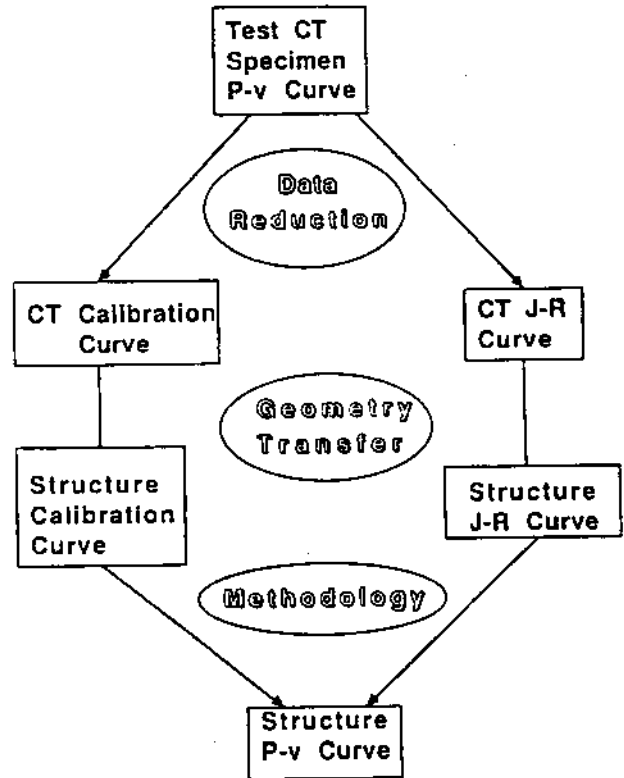 Test CT
Specimen
P-v Curve
Data
Reduction
CT Calibration
Curve
CT J-R
Curve
Geometry
Transfer
Structure
Calibration
Curve
Structure
J-R Curve
Methodology
Structure
P-v Curve